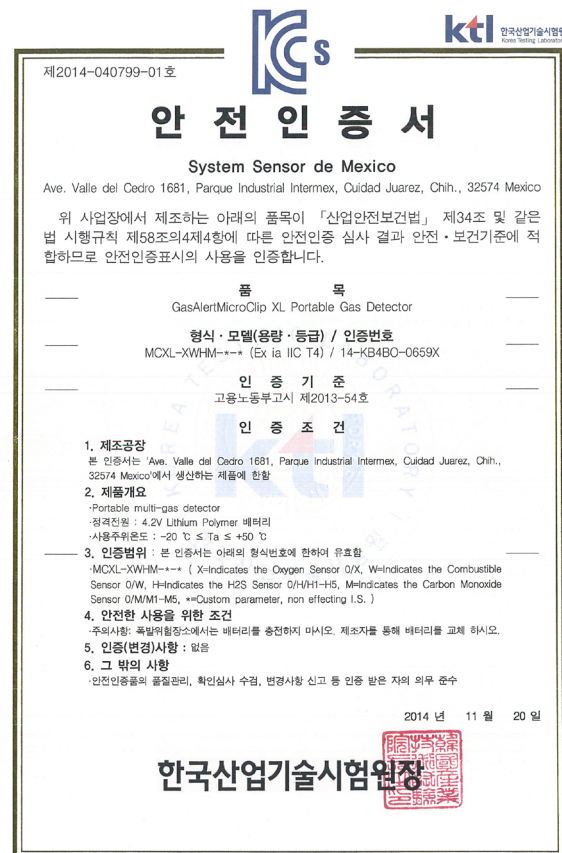 ktl 한국산업기술시험원
Korea Testing Laboratory
KCs
제2014-040799-01호
안 전 인 증 서
System Sensor de Mexico
Ave. Valle del Cedro 1681, Parque Industrial Intermex, Cuidad Juarez, Chih., 32574 Mexico
위 사업장에서 제조하는 아래의 품목이 「산업안전보건법」 제34조 및 같은
법 시행규칙 제58조의4제4항에 따른 안전인증 심사 결과 안전·보건기준에 적
합하므로 안전인증표시의 사용을 인증합니다.
품 목
GasAlertMicroClip XL Portable Gas Detector
형식·모델(용량·등급) / 인증번호
MCXL-XWHM-*-* (Ex ia IIC T4) / 14-KB4BO-0659X
인 증 기 준
고용노동부고시 제2013-54호
인 증 조 건
1. 제조공장
본 인증서는 'Ave. Valle del Cedro 1681, Parque Industrial Intermex, Cuidad Juarez, Chih.,
32574 Mexico'에서 생산하는 제품에 한함
2. 제품개요
·Portable multi-gas detector
·정격전원 : 4.2V Lithium Polymer 배터리
·사용주위온도 : -20 ℃ ≤ Ta ≤ +50 ℃
3. 인증범위 : 본 인증서는 아래의 형식번호에 한하여 유효함
·MCXL-XWHM-*-* ( X=Indicates the Oxygen Sensor 0/X, W=Indicates the Combustible
Sensor 0/W, H=Indicates the H2S Sensor 0/H/H1-H5, M=Indicates the Carbon Monoxide
Sensor 0/M/M1-M5, *=Custom parameter, non effecting I.S. )
4. 안전한 사용을 위한 조건
·주의사항: 폭발위험장소에서는 배터리를 충전하지 마시오. 제조자를 통해 배터리를 교체 하시오.
5. 인증(변경)사항 : 없음
6. 그 밖의 사항
·안전인증품의 품질관리, 확인심사 수검, 변경사항 신고 등 인증 받은 자의 의무 준수
2014 년 11 월 20 일
한국산업기술시험원장